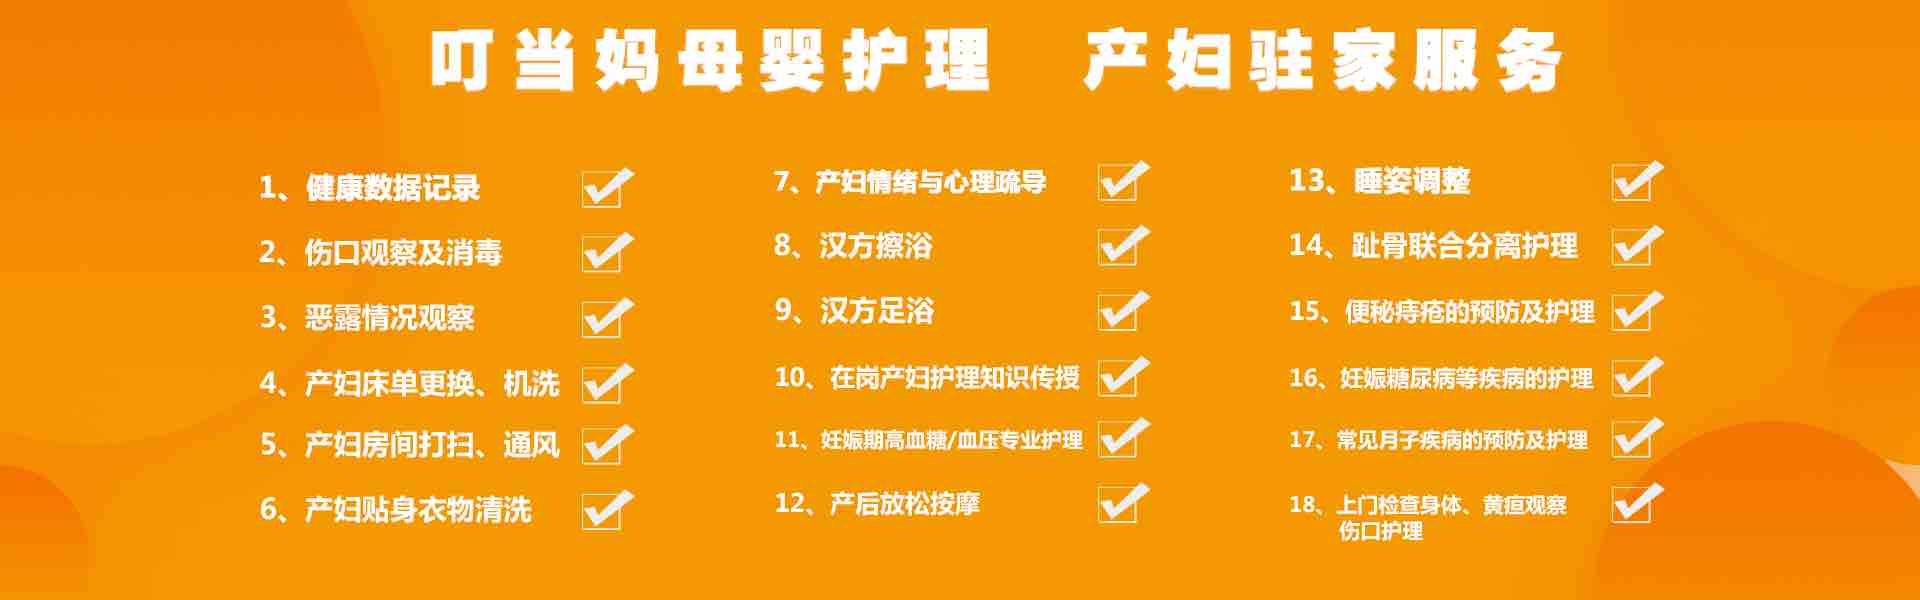 叮当妈母婴护理 产妇驻家服务
1、健康数据记录
2、伤口观察及消毒
3、恶露情况观察
4、产妇床单更换、机洗
5、产妇房间打扫、通风
6、产妇贴身衣物清洗
7、产妇情绪与心理疏导
8、汉方擦浴
9、汉方足浴
10、在岗产妇护理知识传授
11、妊娠期高血糖/血压专业护理
12、产后放松按摩
13、睡姿调整
14、趾骨联合分离护理
15、便秘痔疮的预防及护理
16、妊娠糖尿病等疾病的护理
17、常见月子疾病的预防及护理
18、上门检查身体、黄疸观察
伤口护理